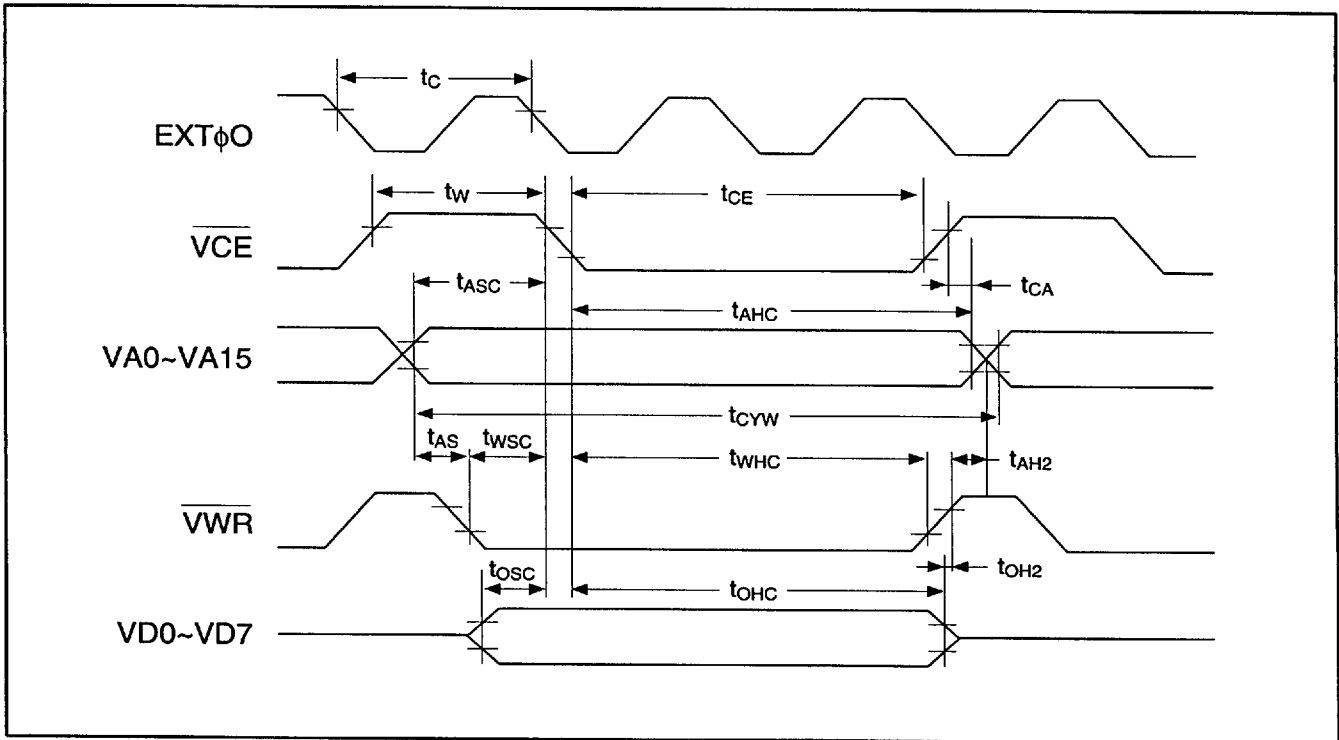 tC
EXTϕO
tW
tCE
VCE
tASC
tCA
tAHC
VA0~VA15
tCYW
tAS
tWSC
tWHC
tAH2
VWR
tOSC
tOHC
tOH2
VD0~VD7